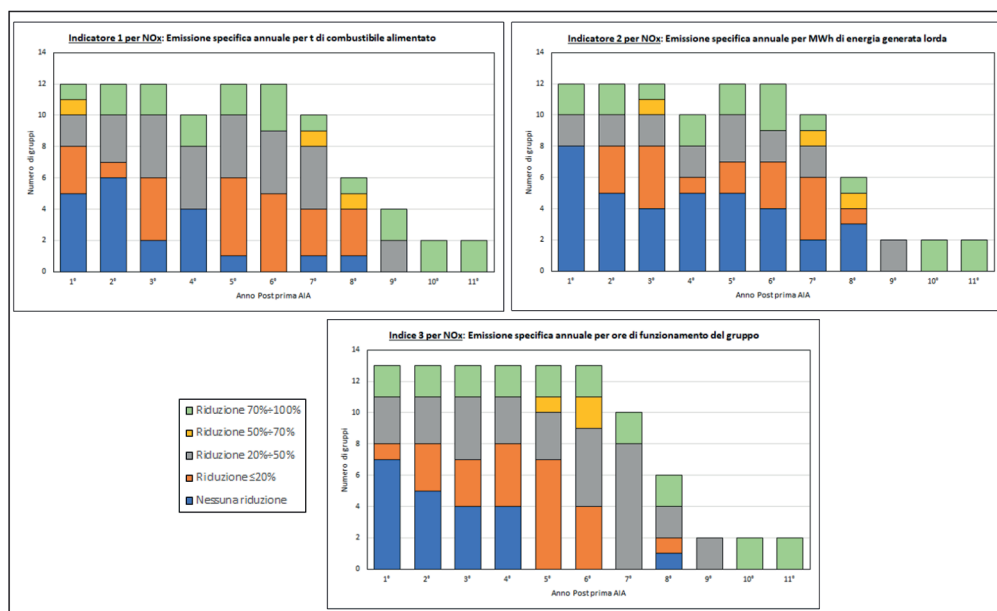 Indicatore 1 per NOx: Emissione specifica annuale per t di combustibile alimentato
Numero di gruppi
14
12
10
8
6
4
2
0
1° 2° 3° 4° 5° 6° 7° 8° 9° 10° 11°
Anno Post prima AIA
Indicatore 2 per NOx: Emissione specifica annuale per MWh di energia generata lorda
Numero di gruppi
14
12
10
8
6
4
2
0
1° 2° 3° 4° 5° 6° 7° 8° 9° 10° 11°
Anno Post prima AIA
Riduzione 70%÷100%
Riduzione 50%÷70%
Riduzione 20%÷50%
Riduzione ≤20%
Nessuna riduzione
Indice 3 per NOx: Emissione specifica annuale per ore di funzionamento del gruppo
Numero di gruppi
14
12
10
8
6
4
2
0
1° 2° 3° 4° 5° 6° 7° 8° 9° 10° 11°
Anno Post prima AIA